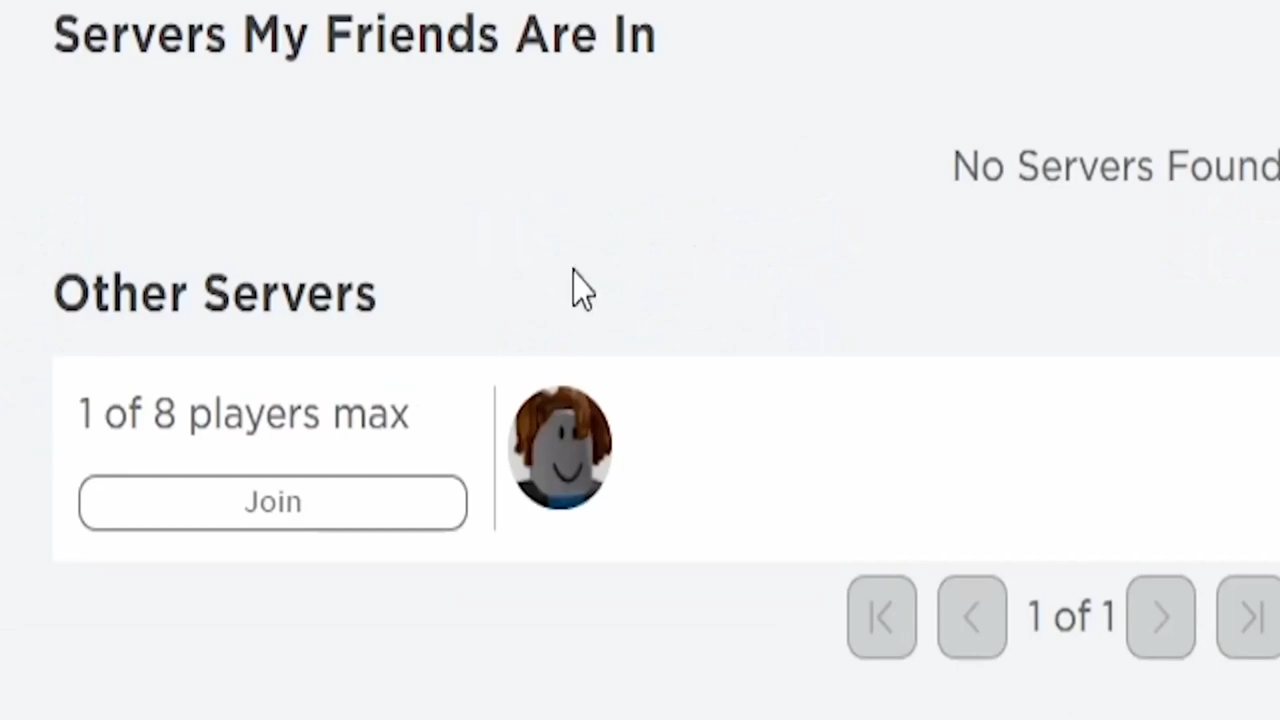 Servers My Friends Are In
No Servers Found
Other Servers
1 of 8 players max
Join
1 of 1